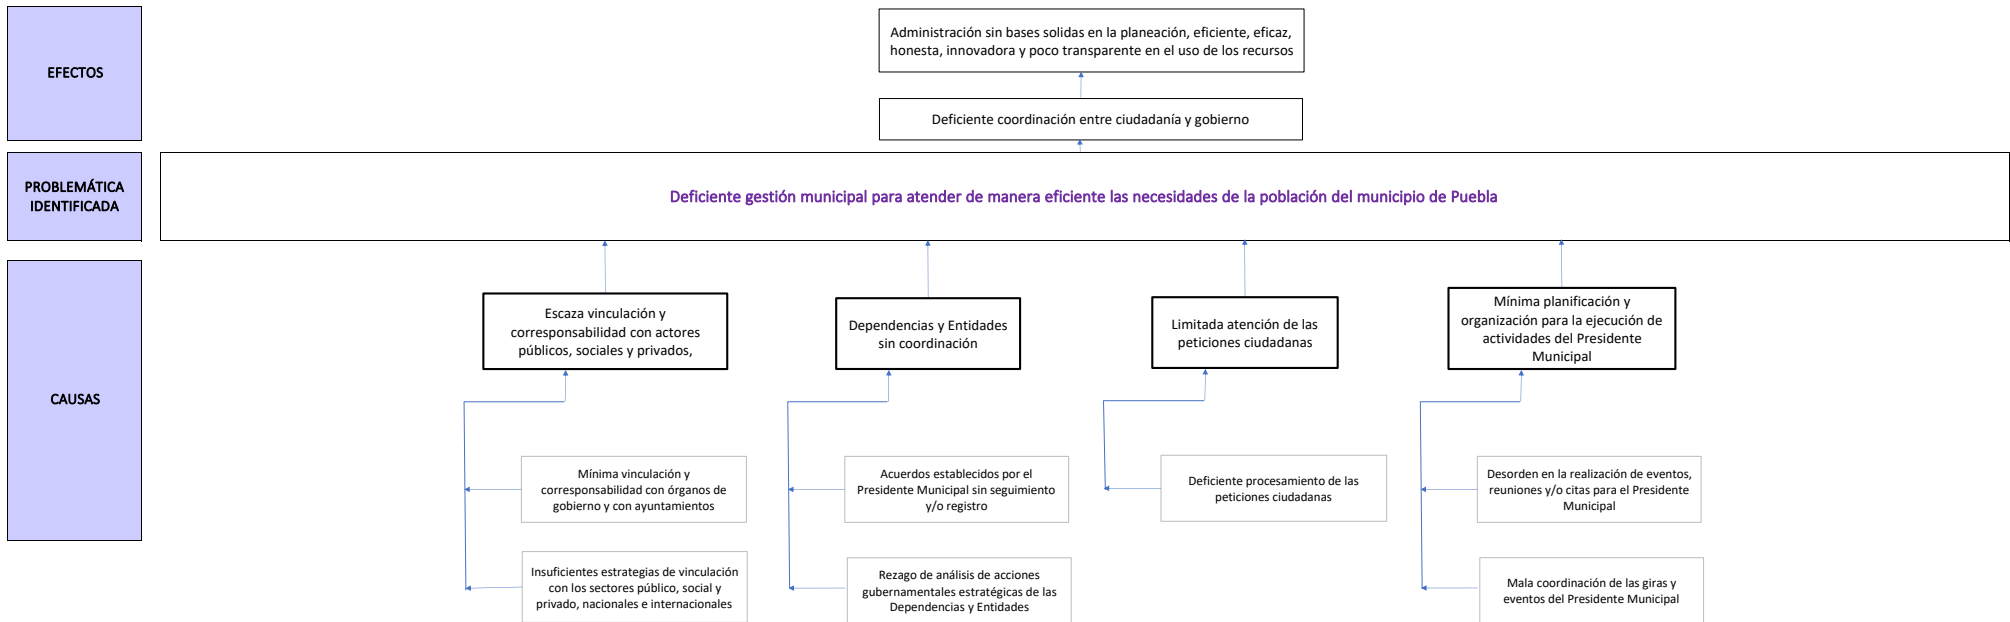 EFECTOS
Administración sin bases solidas en la planeación, eficiente, eficaz,
honesta, innovadora y poco transparente en el uso de los recursos
Deficiente coordinación entre ciudadanía y gobierno
PROBLEMÁTICA
IDENTIFICADA
Deficiente gestión municipal para atender de manera eficiente las necesidades de la población del municipio de Puebla
CAUSAS
Escaza vinculación y
corresponsabilidad con actores
públicos, sociales y privados,
Dependencias y Entidades
sin coordinación
Limitada atención de las
peticiones ciudadanas
Mínima planificación y
organización para la ejecución de
actividades del Presidente
Municipal
Mínima vinculación y
corresponsabilidad con órganos de
gobierno y con ayuntamientos
Acuerdos establecidos por el
Presidente Municipal sin seguimiento
y/o registro
Deficiente procesamiento de las
peticiones ciudadanas
Desorden en la realización de eventos,
reuniones y/o citas para el Presidente
Municipal
Insuficientes estrategias de vinculación
con los sectores público, social y
privado, nacionales e internacionales
Rezago de análisis de acciones
gubernamentales estratégicas de las
Dependencias y Entidades
Mala coordinación de las giras y
eventos del Presidente Municipal